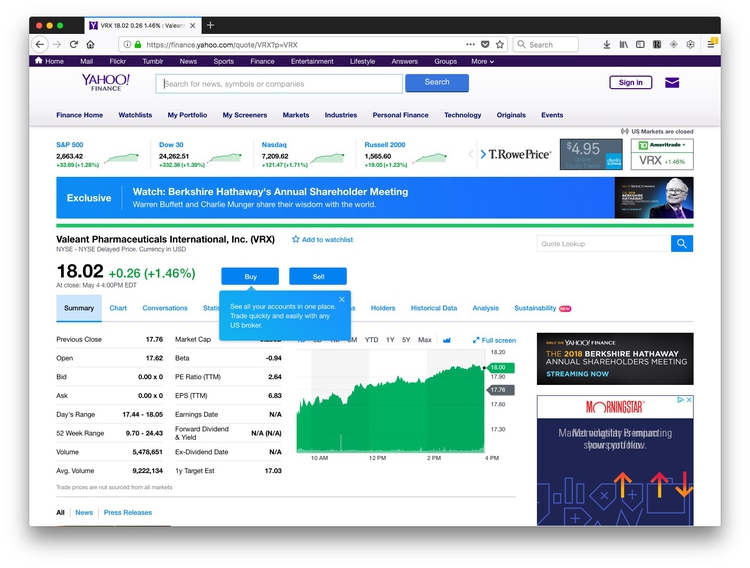 VRX 18.02 0.26 1.46% : Valeant
https://finance.yahoo.com/quote/VRX?p=VRX
Search
Home Mail Flickr Tumblr News Sports Finance Entertainment Lifestyle Answers Groups More
YAHOO!
FINANCE
Search for news, symbols or companies
Search
Sign in
Finance Home Watchlists My Portfolio My Screeners Markets Industries Personal Finance Technology Originals Events
US Markets are closed
S&P 500
2,663.42
+33.69 (+1.28%)
Dow 30
24,262.51
+332.36 (+1.39%)
Nasdaq
7,209.62
+121.47 (+1.71%)
Russell 2000
1,565.60
+19.05 (+1.23%)
T.RowePrice
$4.95
Ameritrade
VRX +1.46%
Exclusive
Watch: Berkshire Hathaway's Annual Shareholder Meeting
Warren Buffett and Charlie Munger share their wisdom with the world.
Valeant Pharmaceuticals International, Inc. (VRX)
Add to watchlist
NYSE - NYSE Delayed Price. Currency in USD
Quote Lookup
18.02 +0.26 (+1.46%)
At close: May 4 4:00PM EDT
Buy
Sell
See all your accounts in one place.
Trade quickly and easily with any
US broker.
Summary Chart Conversations Holders Historical Data Analysis Sustainability NEW
Previous Close 17.76
Open 17.62
Bid 0.00 x 0
Ask 0.00 x 0
Day's Range 17.44 - 18.05
52 Week Range 9.70 - 24.43
Volume 5,478,651
Avg. Volume 9,222,134
Trade prices are not sourced from all markets
Market Cap
Beta -0.94
PE Ratio (TTM) 2.64
EPS (TTM) 6.83
Earnings Date N/A
Forward Dividend
& Yield N/A (N/A)
Ex-Dividend Date N/A
1y Target Est 17.03
YTD 1Y 5Y Max
Full screen
18.20
18.00
17.90
17.76
17.60
17.30
10 AM 12 PM 2 PM 4 PM
ONLY ON YAHOO! FINANCE
THE 2018 BERKSHIRE HATHAWAY
ANNUAL SHAREHOLDERS MEETING
STREAMING NOW
MORNINGSTAR
All News Press Releases